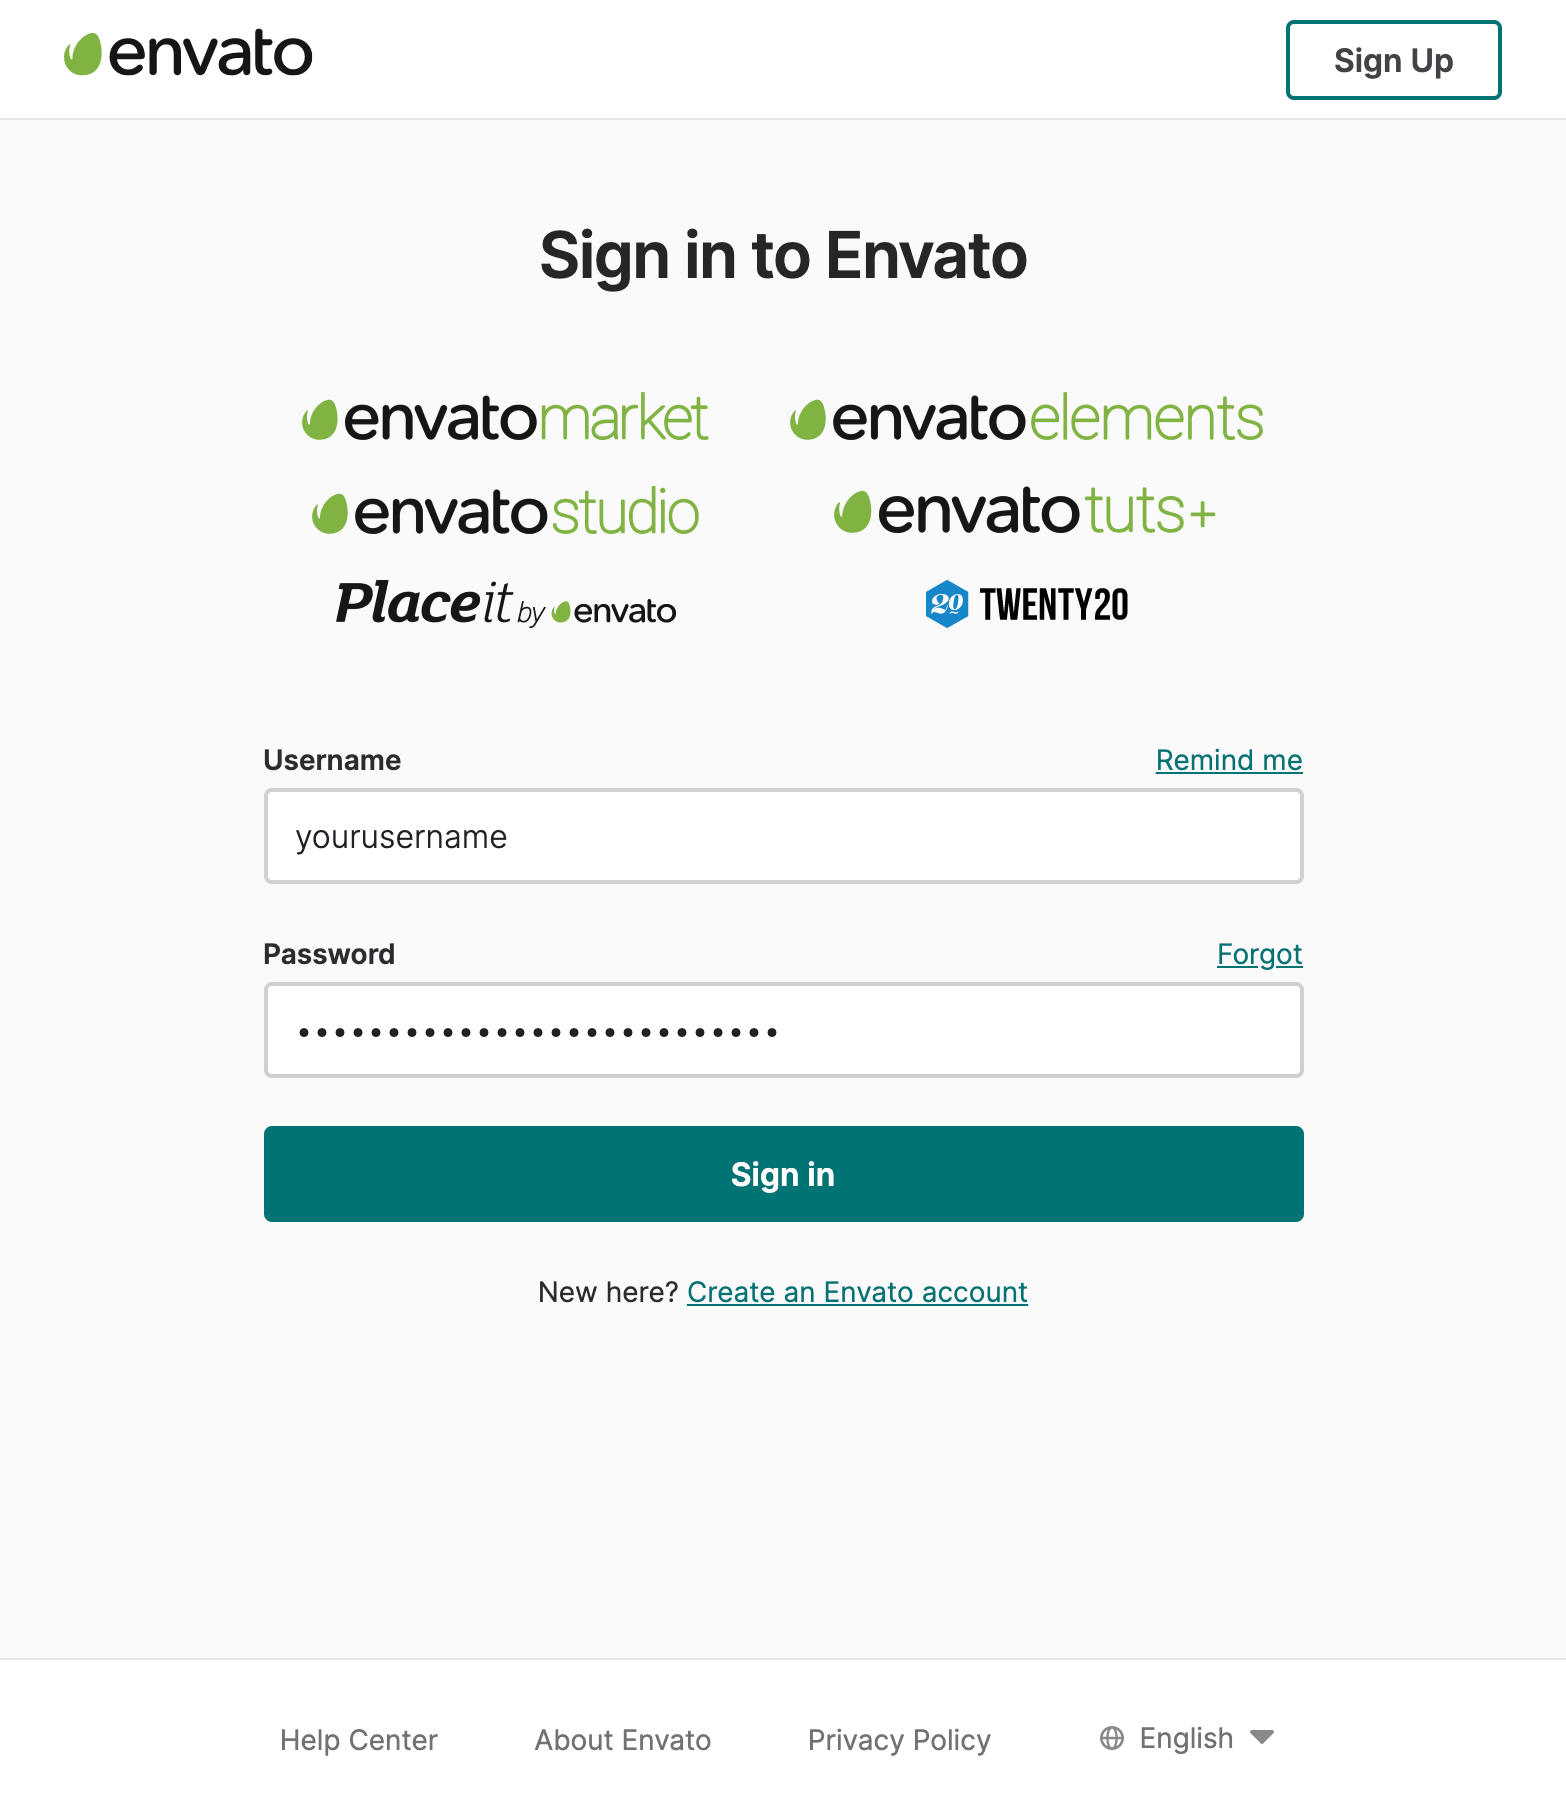 envato
Sign Up
Sign in to Envato
envatomarket
envatoelements
envatostudio
envatotuts+
Placeit by envato
20 TWENTY20
Username
Remind me
yourusername
Password
Forgot
•••••••••••••••••••••••••••
Sign in
New here? Create an Envato account
Help Center
About Envato
Privacy Policy
English